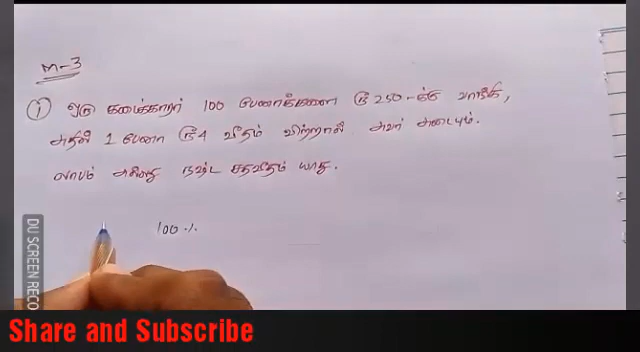 m-3
① ஒரு கடைக்காரர் 100 பேனாக்களை ரூ 250-க்கு வாங்கி,
அதில் 1 பேனா ரூ 4 வீதம் விற்றால் அவர் அடையும்.
லாபம் அல்லது நஷ்ட சதவீதம் யாது.
100 %
DU SCREEN RECO
Share and Subscribe